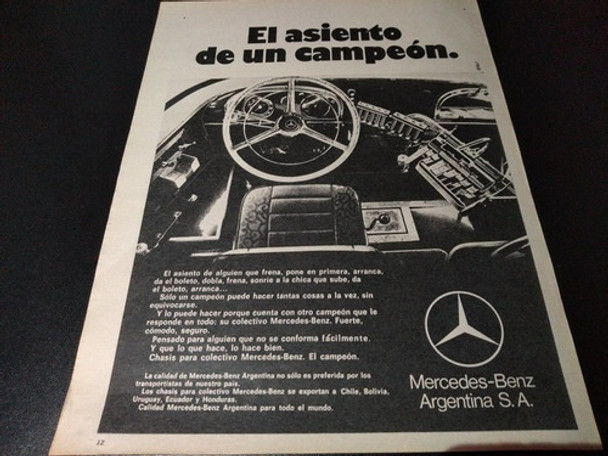 El asiento
de un campeón.
El asiento de alguien que frena, pone en primera, arranca,
da el boleto, dobla, frena, sonríe a la chica que sube, da
el boleto, arranca...
Sólo un campeón puede hacer tantas cosas a la vez, sin
equivocarse.
Y lo puede hacer porque cuenta con otro campeón que le
responde en todo: su colectivo Mercedes-Benz. Fuerte,
cómodo, seguro.
Pensado para alguien que no se conforma fácilmente.
Y que lo que hace, lo hace bien.
Chasis para colectivo Mercedes-Benz. El campeón.
La calidad de Mercedes-Benz Argentina no sólo es preferida por los
transportistas de nuestro país.
Los chasis para colectivo Mercedes-Benz se exportan a Chile, Bolivia,
Uruguay, Ecuador y Honduras.
Calidad Mercedes-Benz Argentina para todo el mundo.
Mercedes-Benz
Argentina S.A.
12